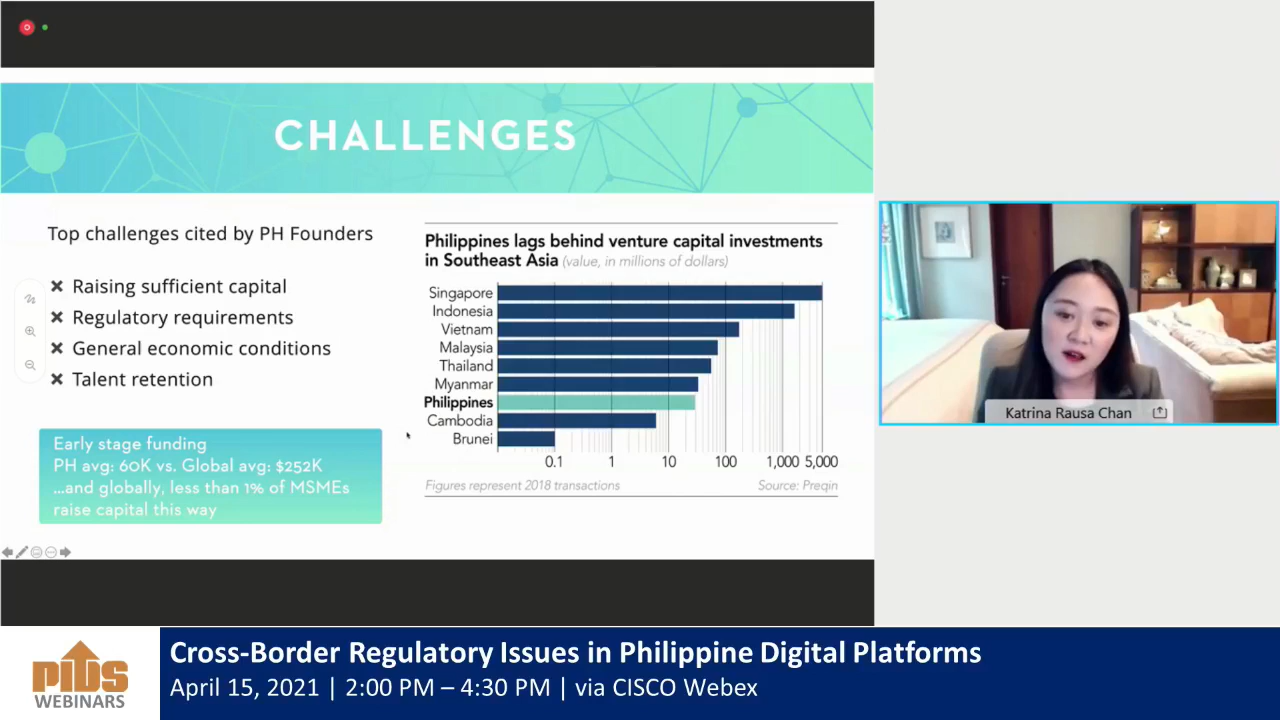 CHALLENGES
Top challenges cited by PH Founders
✖ Raising sufficient capital
✖ Regulatory requirements
✖ General economic conditions
✖ Talent retention
Early stage funding
PH avg: 60K vs. Global avg: $252K
...and globally, less than 1% of MSMEs
raise capital this way
Philippines lags behind venture capital investments
in Southeast Asia (value, in millions of dollars)
Singapore
Indonesia
Vietnam
Malaysia
Thailand
Myanmar
Philippines
Cambodia
Brunei
0.1 1 10 100 1,000 5,000
Figures represent 2018 transactions Source: Preqin
Katrina Rausa Chan
PIDS
WEBINARS
Cross-Border Regulatory Issues in Philippine Digital Platforms
April 15, 2021 | 2:00 PM – 4:30 PM | via CISCO Webex